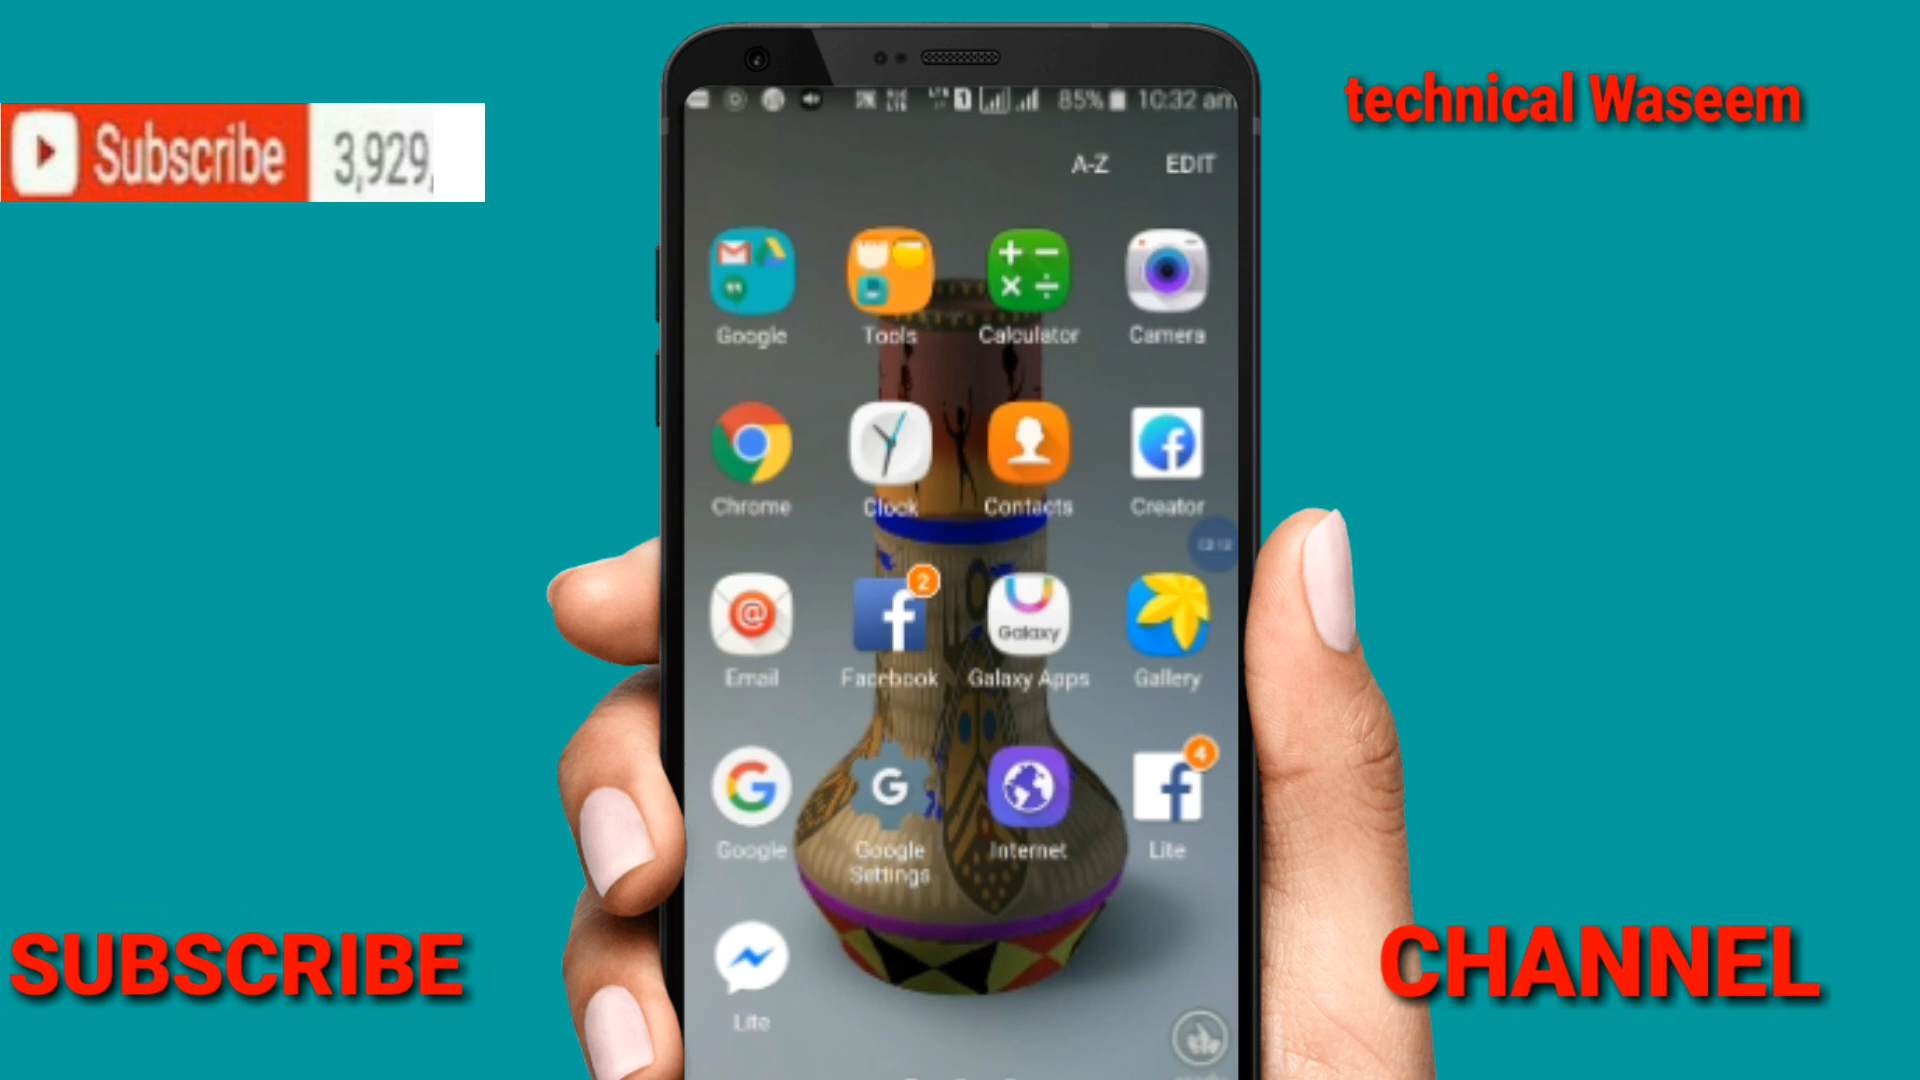 technical Waseem
Subscribe 3,929,
85% 10:32 am
A-Z EDIT
Google Tools Calculator Camera
Chrome Clock Contacts Creator
2
Galaxy
Email Facebook Galaxy Apps Gallery
4
Google Google Settings Internet Lite
Lite
SUBSCRIBE CHANNEL